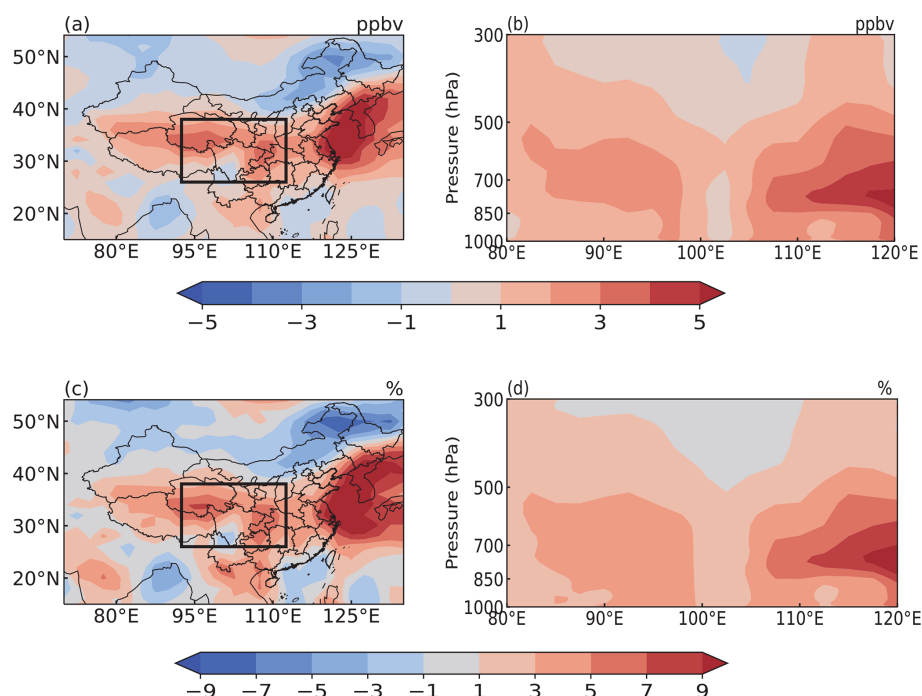 (a) ppbv
50°N
40°N
30°N
20°N
80°E 95°E 110°E 125°E
(b) ppbv
Pressure (hPa)
300
500
700
850
1000
80°E 90°E 100°E 110°E 120°E
−5 −3 −1 1 3 5
(c) %
50°N
40°N
30°N
20°N
80°E 95°E 110°E 125°E
(d) %
Pressure (hPa)
300
500
700
850
1000
80°E 90°E 100°E 110°E 120°E
−9 −7 −5 −3 −1 1 3 5 7 9